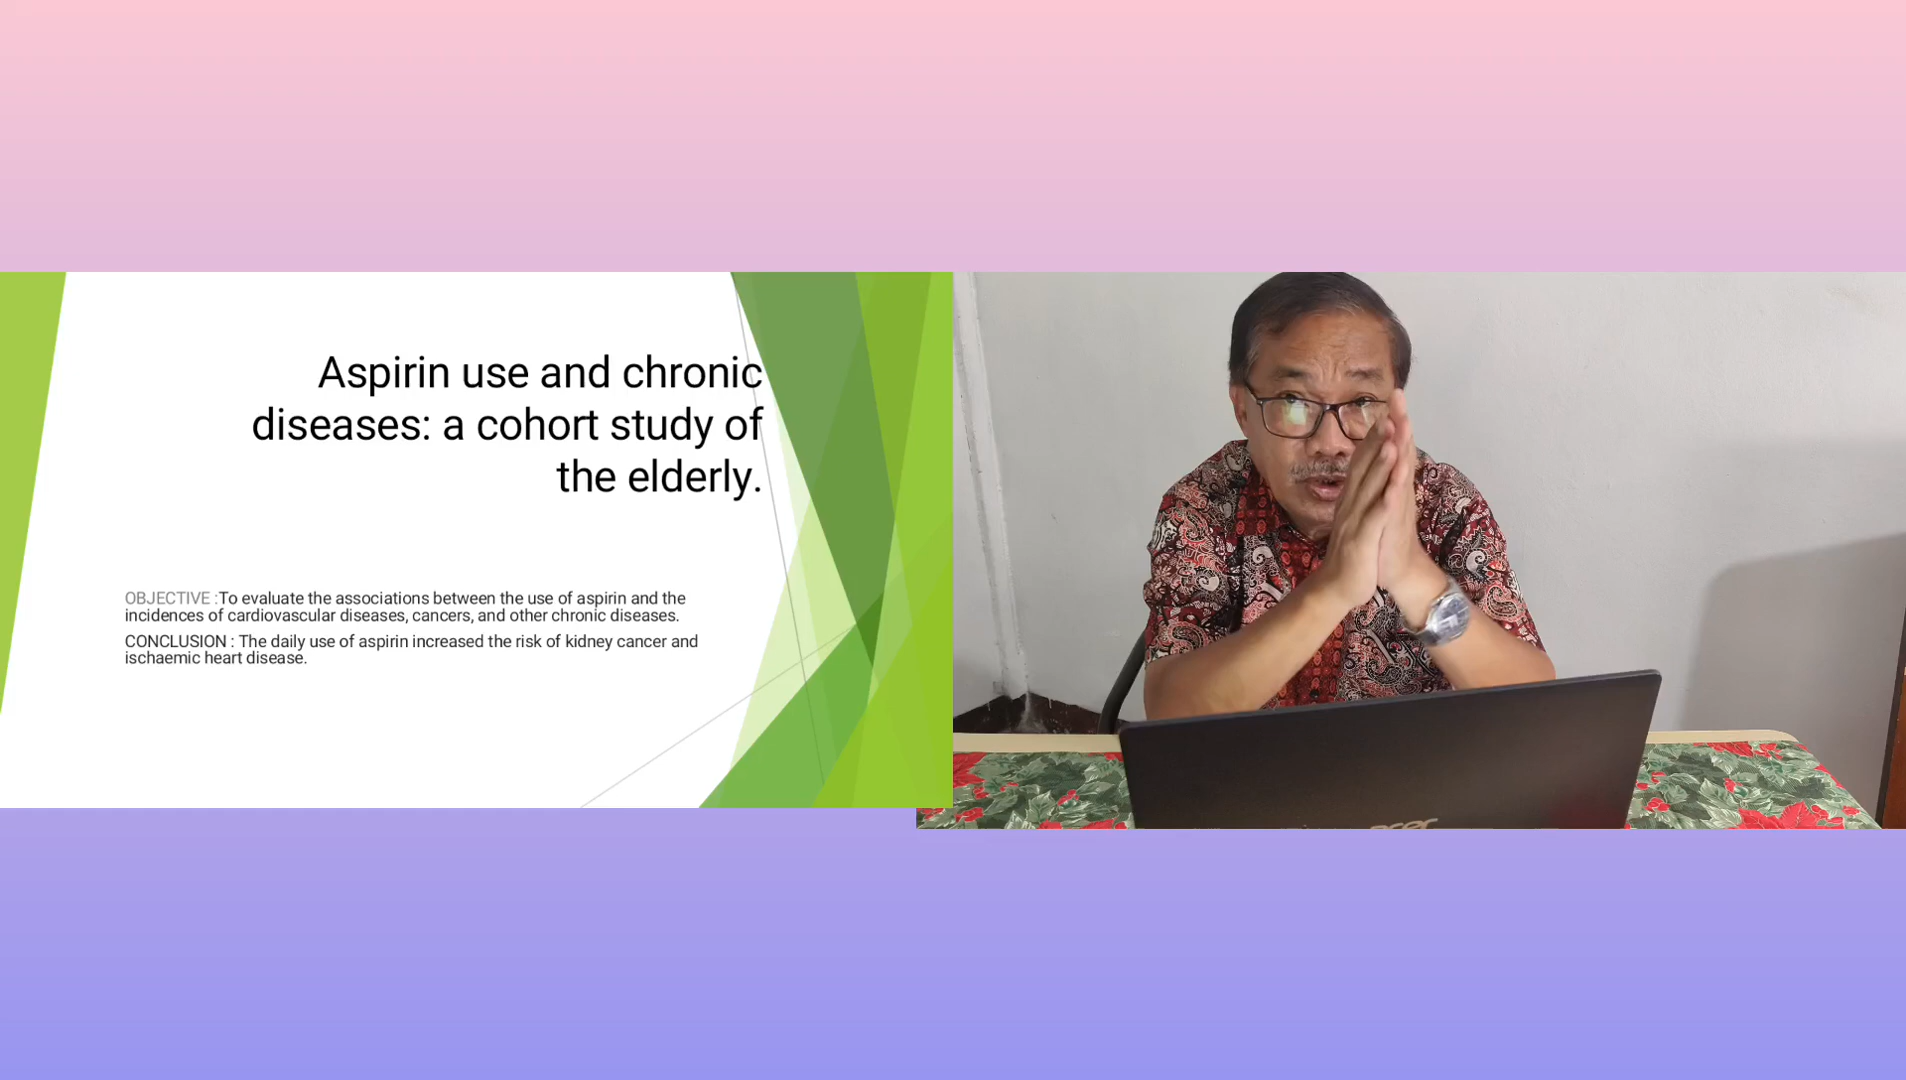 Aspirin use and chronic
diseases: a cohort study of
the elderly.
OBJECTIVE :To evaluate the associations between the use of aspirin and the
incidences of cardiovascular diseases, cancers, and other chronic diseases.
CONCLUSION : The daily use of aspirin increased the risk of kidney cancer and
ischaemic heart disease.
acer